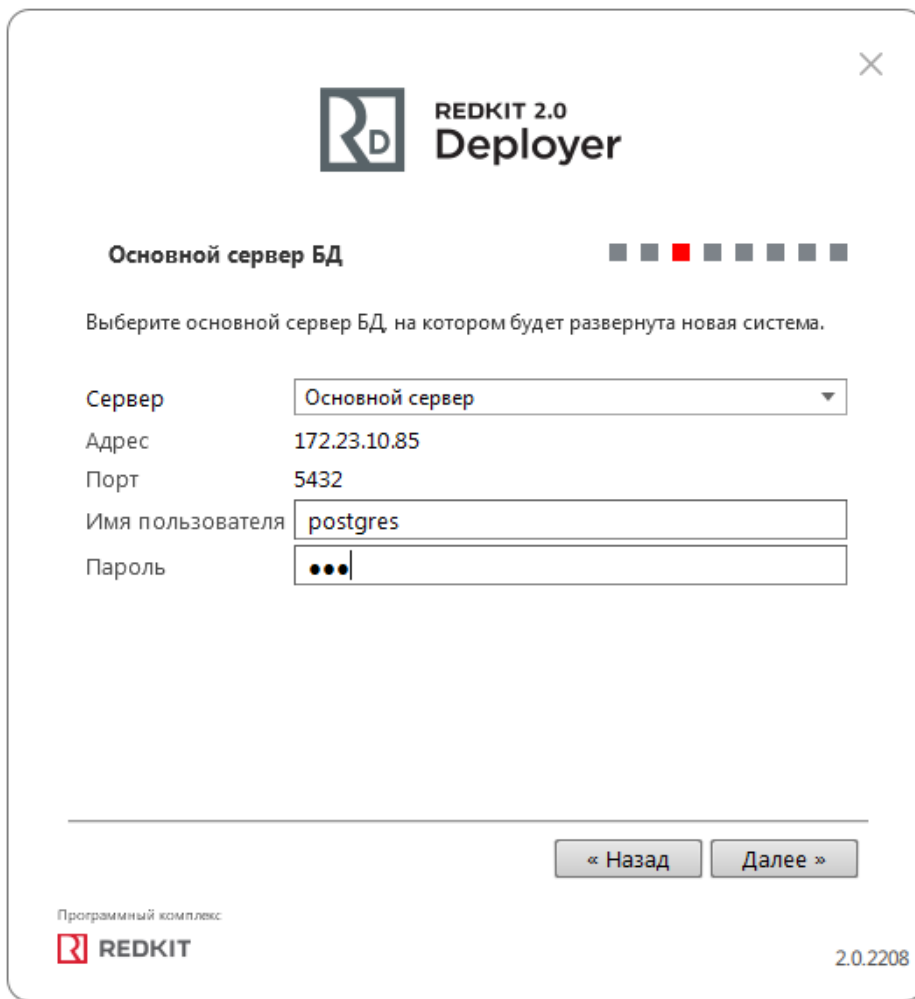 REDKIT 2.0
RD Deployer
Основной сервер БД
Выберите основной сервер БД, на котором будет развернута новая система.
Сервер Основной сервер
Адрес 172.23.10.85
Порт 5432
Имя пользователя postgres
Пароль •••
« Назад Далее »
Программный комплекс
REDKIT
2.0.2208